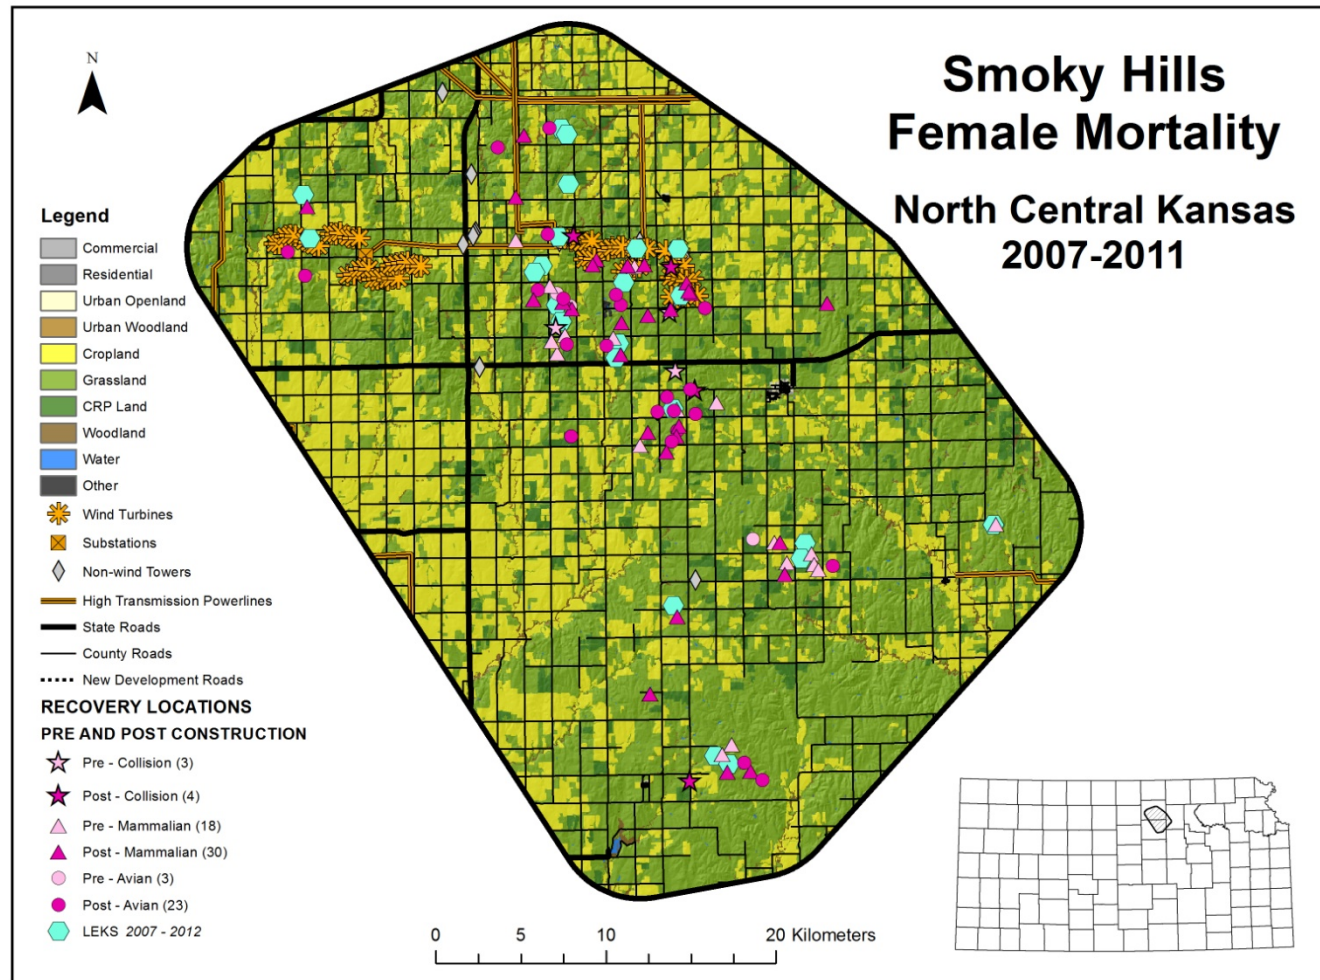 N
Smoky Hills
Female Mortality
North Central Kansas
2007-2011
Legend
Commercial
Residential
Urban Openland
Urban Woodland
Cropland
Grassland
CRP Land
Woodland
Water
Other
Wind Turbines
Substations
Non-wind Towers
High Transmission Powerlines
State Roads
County Roads
New Development Roads
RECOVERY LOCATIONS
PRE AND POST CONSTRUCTION
Pre - Collision (3)
Post - Collision (4)
Pre - Mammalian (18)
Post - Mammalian (30)
Pre - Avian (3)
Post - Avian (23)
LEKS 2007 - 2012
0 5 10 20 Kilometers